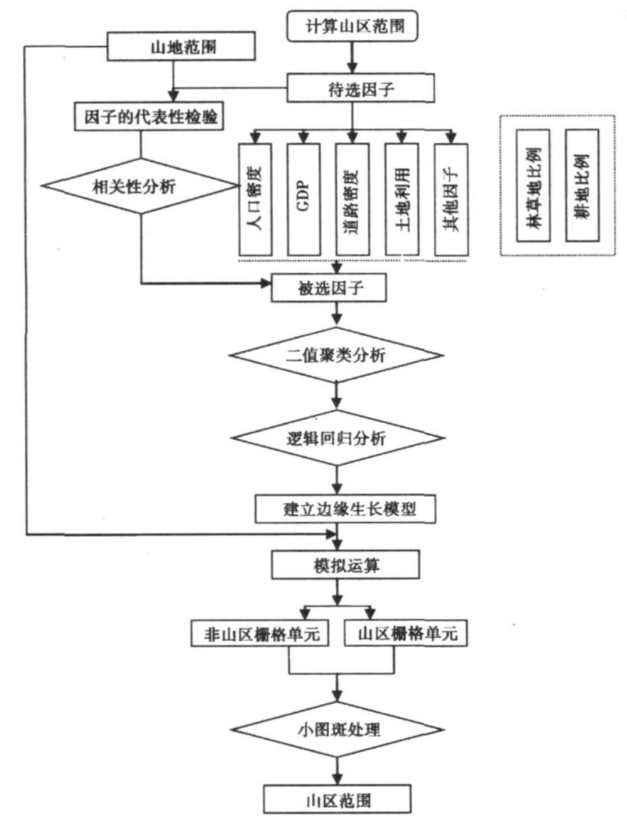 计算山区范围
山地范围
待选因子
因子的代表性检验
相关性分析
人口密度
GDP
道路密度
土地利用
其他因子
林草地比例
耕地比例
被选因子
二值聚类分析
逻辑回归分析
建立边缘生长模型
模拟运算
非山区栅格单元
山区栅格单元
小图斑处理
山区范围